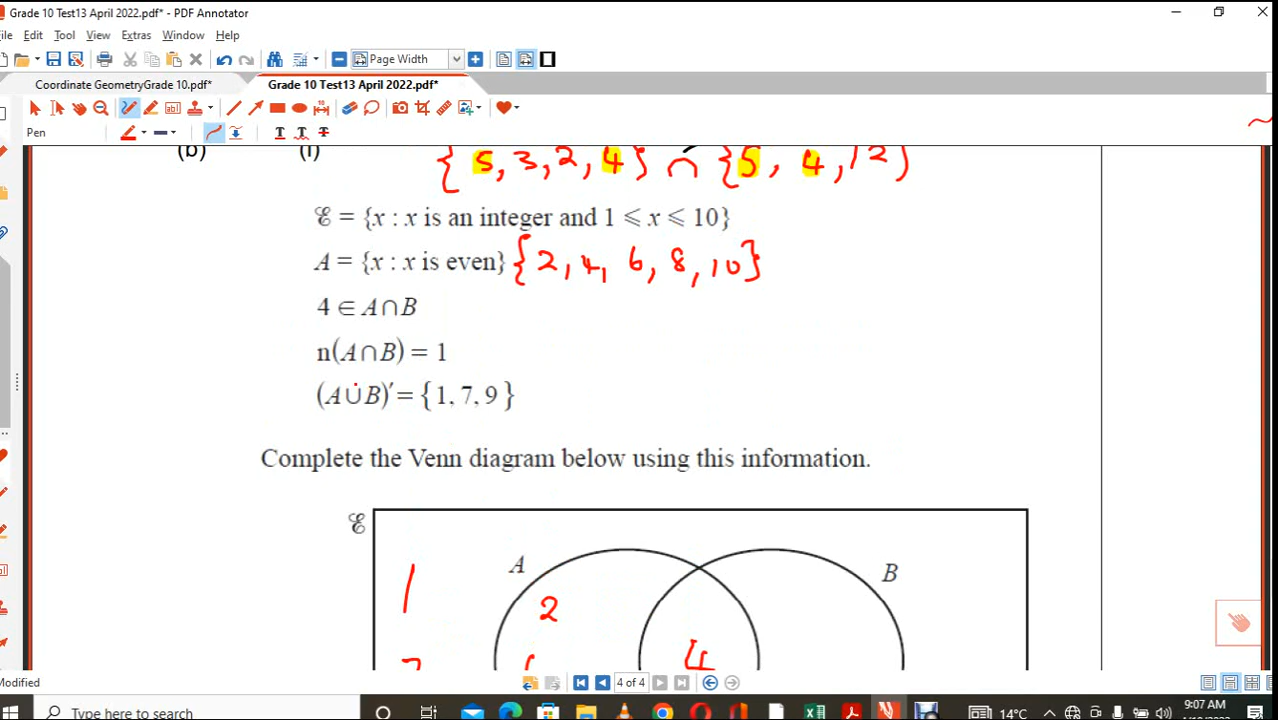 Grade 10 Test13 April 2022.pdf* - PDF Annotator
ile Edit Tool View Extras Window Help
Page Width
Coordinate GeometryGrade 10.pdf* Grade 10 Test13 April 2022.pdf*
Pen
(b) (i) {5, 3, 2, 4} ∩ {5, 4, 12}
ℰ = {x : x is an integer and 1 ⩽ x ⩽ 10}
A = {x : x is even} {2, 4, 6, 8, 10}
4 ∈ A∩B
n(A∩B) = 1
(A∪B)′ = {1, 7, 9}
Complete the Venn diagram below using this information.
ℰ
A B
1
2
4
7
Modified 4 of 4
Type here to search 14°C 9:07 AM